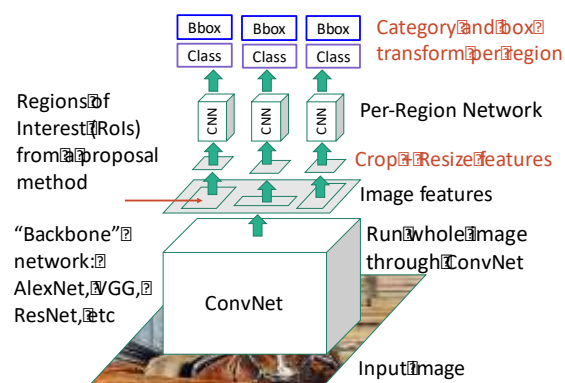 Bbox Bbox Bbox
Class Class Class
Category and box
transform per region
Regions of
Interest (RoIs)
from a proposal
method
CNN CNN CNN
Per-Region Network
Crop + Resize features
Image features
“Backbone”
network:
AlexNet, VGG,
ResNet, etc
ConvNet
Run whole image
through ConvNet
Input image